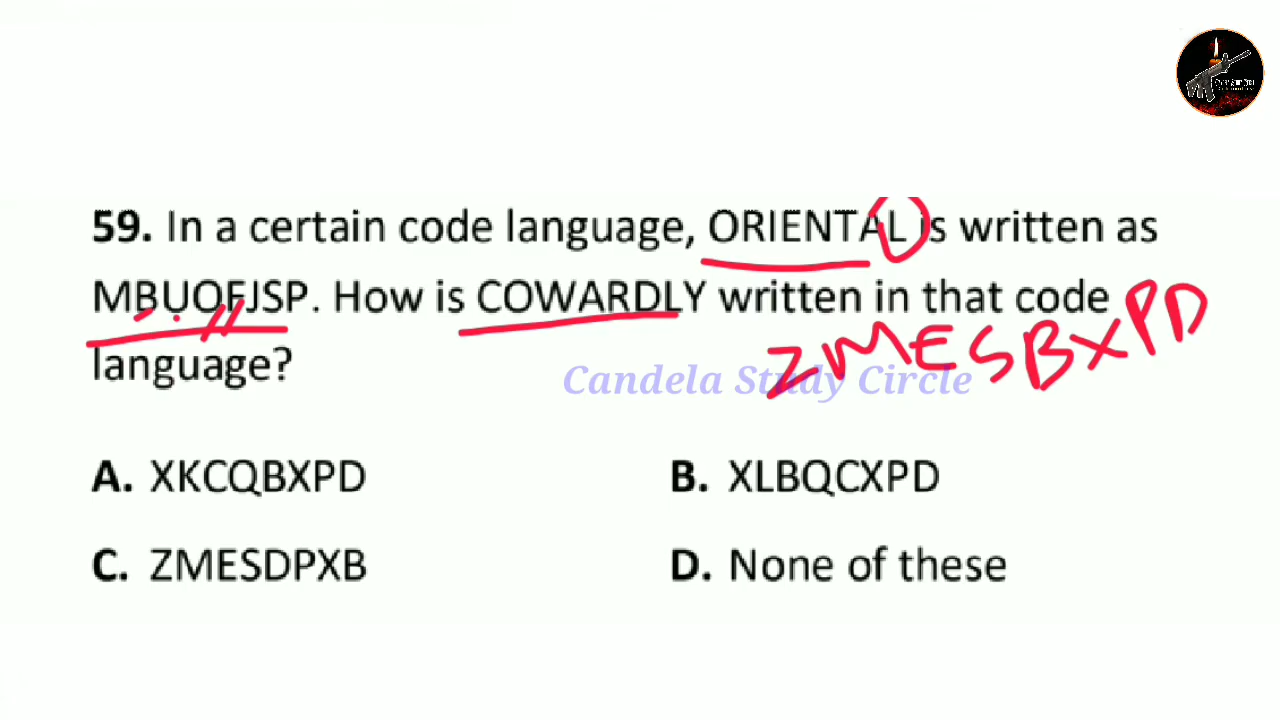 59. In a certain code language, ORIENTAL is written as
MBUOFJSP. How is COWARDLY written in that code
language?
ZMESBXPD
Candela Study Circle
A. XKCQBXPD
B. XLBQCXPD
C. ZMESDPXB
D. None of these